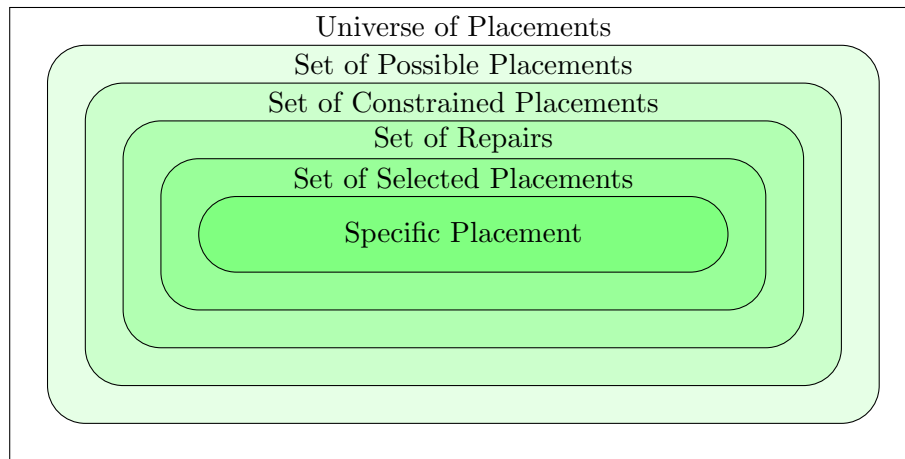 Universe of Placements
Set of Possible Placements
Set of Constrained Placements
Set of Repairs
Set of Selected Placements
Specific Placement